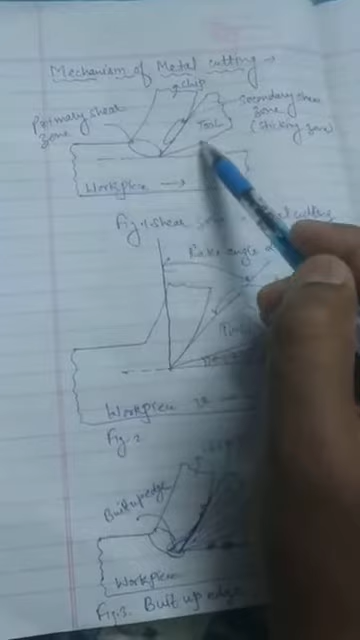 Mechanism of Metal cutting →
chip
Primary shear
zone
Secondary shear
zone
(sticking zone)
Tool
Workpiece →
Fig.1. shear
cutting
Rake angle α
Workpiece
Fig. 2
Built up edge
Workpiece
Fig. 3. Built up edge